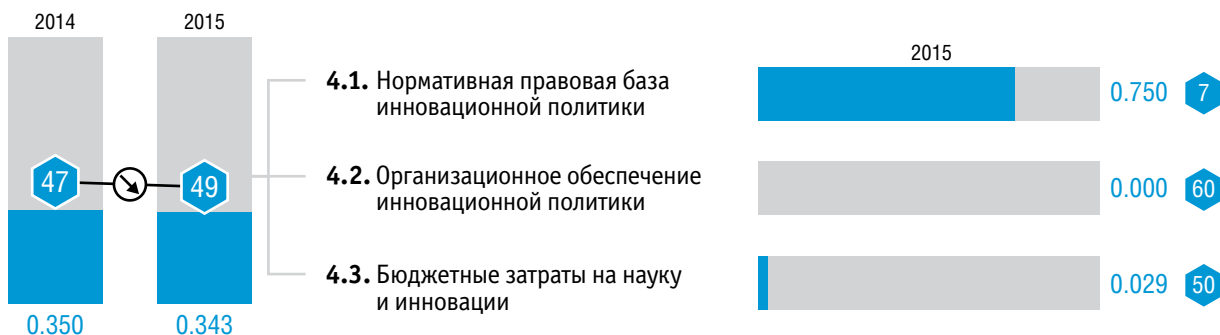 2014
2015
47
49
0.350
0.343
4.1. Нормативная правовая база
инновационной политики
4.2. Организационное обеспечение
инновационной политики
4.3. Бюджетные затраты на науку
и инновации
2015
0.750 7
0.000 60
0.029 50